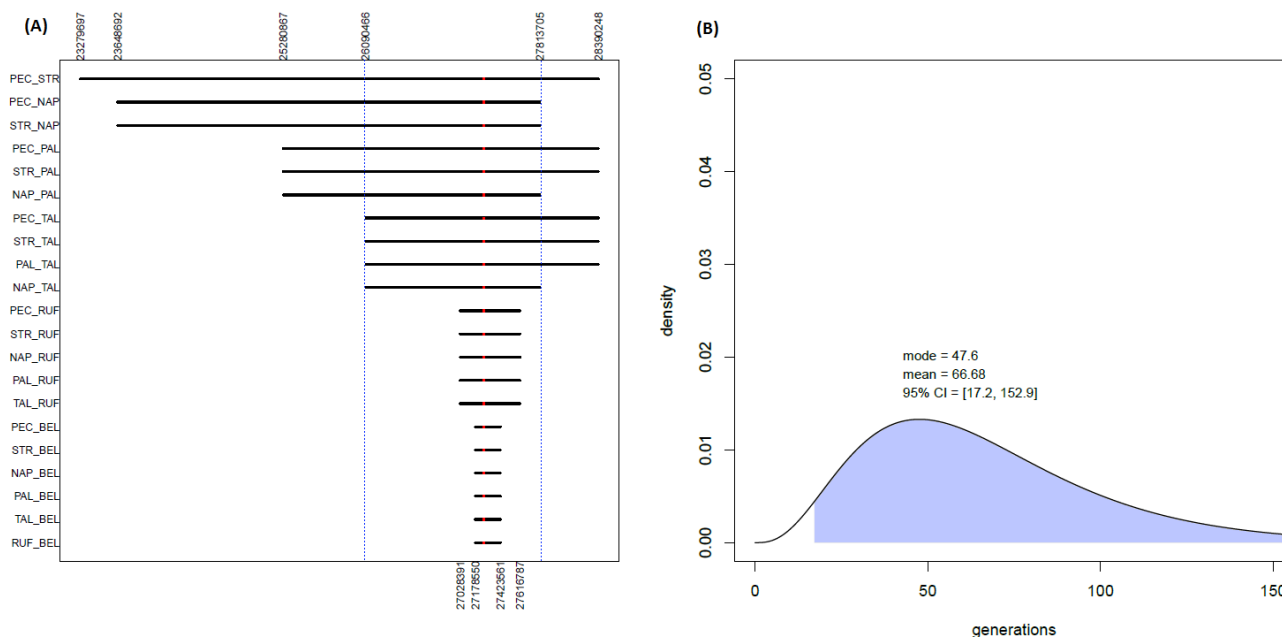 (A)
23279697
23648692
25280867
26090466
27813705
28390248
PEC_STR
PEC_NAP
STR_NAP
PEC_PAL
STR_PAL
NAP_PAL
PEC_TAL
STR_TAL
PAL_TAL
NAP_TAL
PEC_RUF
STR_RUF
NAP_RUF
PAL_RUF
TAL_RUF
PEC_BEL
STR_BEL
NAP_BEL
PAL_BEL
TAL_BEL
RUF_BEL
27028391
27178550
27423561
27616787
(B)
density
0.05
0.04
0.03
0.02
0.01
0.00
mode = 47.6
mean = 66.68
95% CI = [17.2, 152.9]
0
50
100
150
generations